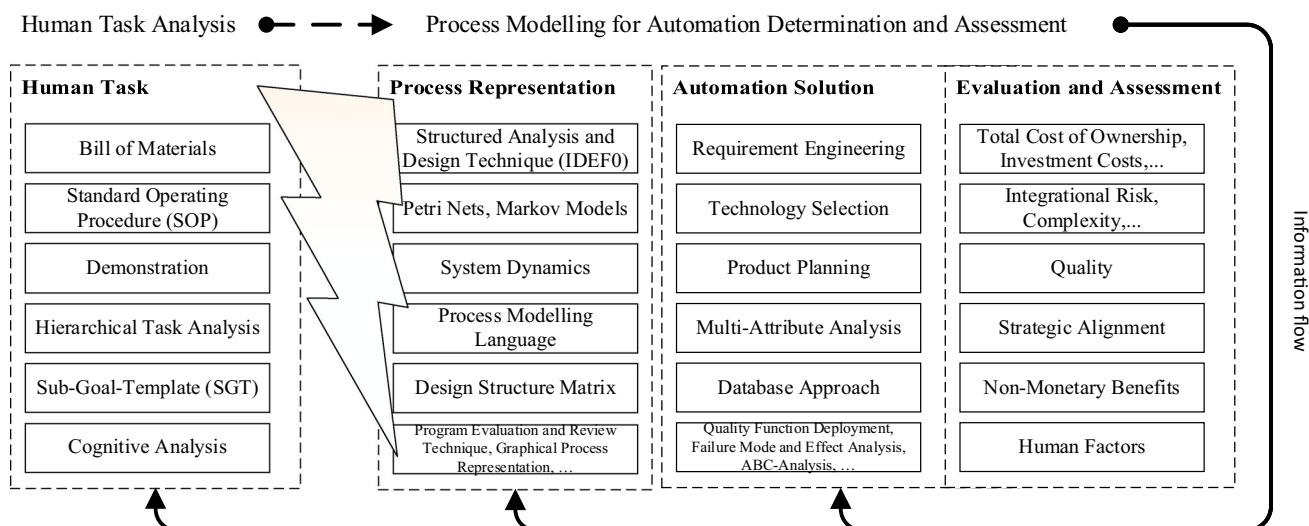 Human Task Analysis
Process Modelling for Automation Determination and Assessment
Human Task
Bill of Materials
Standard Operating
Procedure (SOP)
Demonstration
Hierarchical Task Analysis
Sub-Goal-Template (SGT)
Cognitive Analysis
Process Representation
Structured Analysis and
Design Technique (IDEF0)
Petri Nets, Markov Models
System Dynamics
Process Modelling
Language
Design Structure Matrix
Program Evaluation and Review
Technique, Graphical Process
Representation, …
Automation Solution
Requirement Engineering
Technology Selection
Product Planning
Multi-Attribute Analysis
Database Approach
Quality Function Deployment,
Failure Mode and Effect Analysis,
ABC-Analysis, …
Evaluation and Assessment
Total Cost of Ownership,
Investment Costs,...
Integrational Risk,
Complexity,...
Quality
Strategic Alignment
Non-Monetary Benefits
Human Factors
Information flow